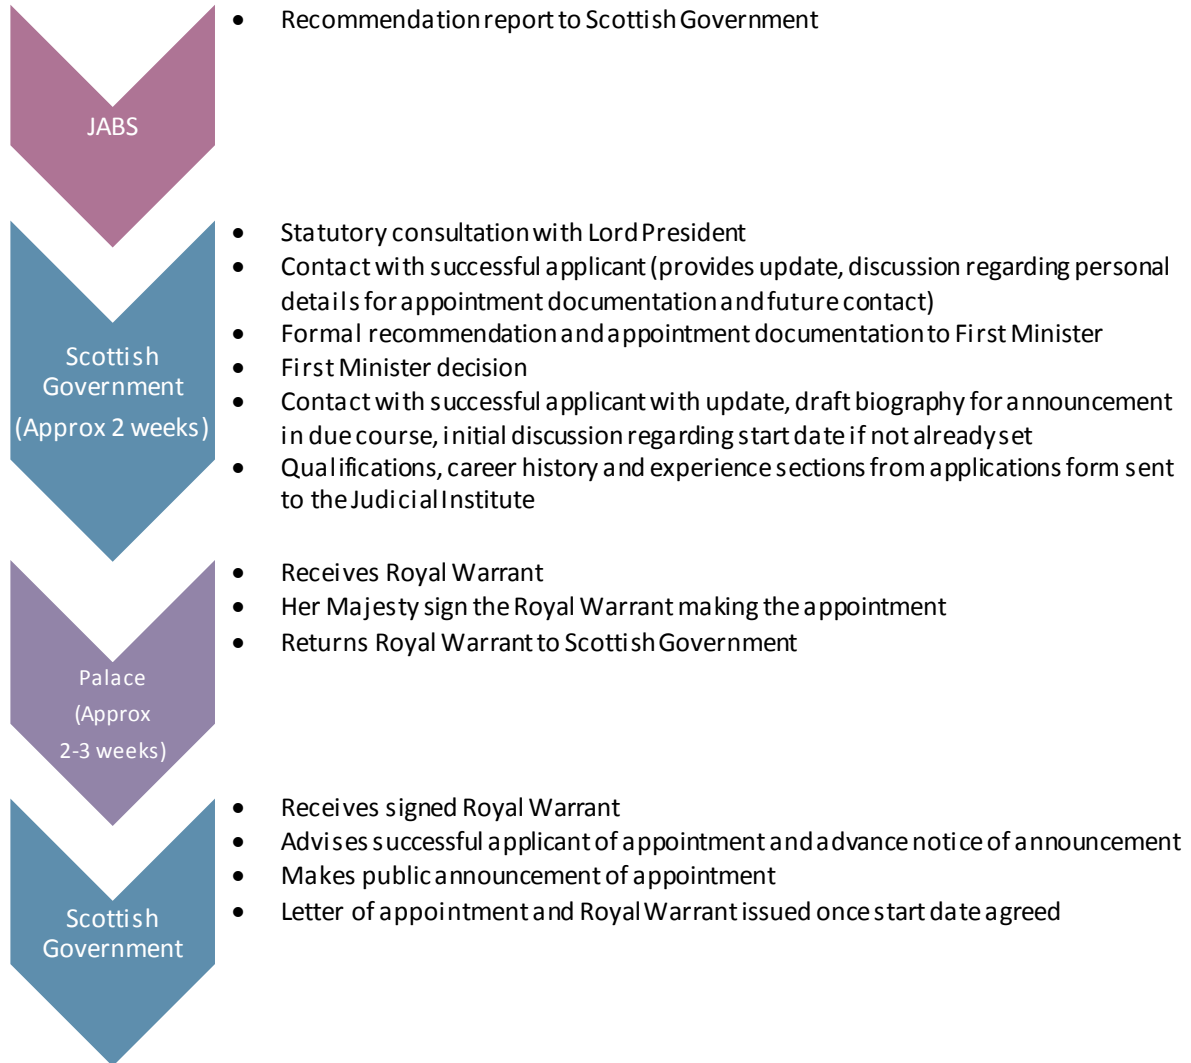 JABS
• Recommendation report to Scottish Government
Scottish
Government
(Approx 2 weeks)
• Statutory consultation with Lord President
• Contact with successful applicant (provides update, discussion regarding personal
details for appointment documentation and future contact)
• Formal recommendation and appointment documentation to First Minister
• First Minister decision
• Contact with successful applicant with update, draft biography for announcement
in due course, initial discussion regarding start date if not already set
• Qualifications, career history and experience sections from applications form sent
to the Judicial Institute
Palace
(Approx
2-3 weeks)
• Receives Royal Warrant
• Her Majesty sign the Royal Warrant making the appointment
• Returns Royal Warrant to Scottish Government
Scottish
Government
• Receives signed Royal Warrant
• Advises successful applicant of appointment and advance notice of announcement
• Makes public announcement of appointment
• Letter of appointment and Royal Warrant issued once start date agreed